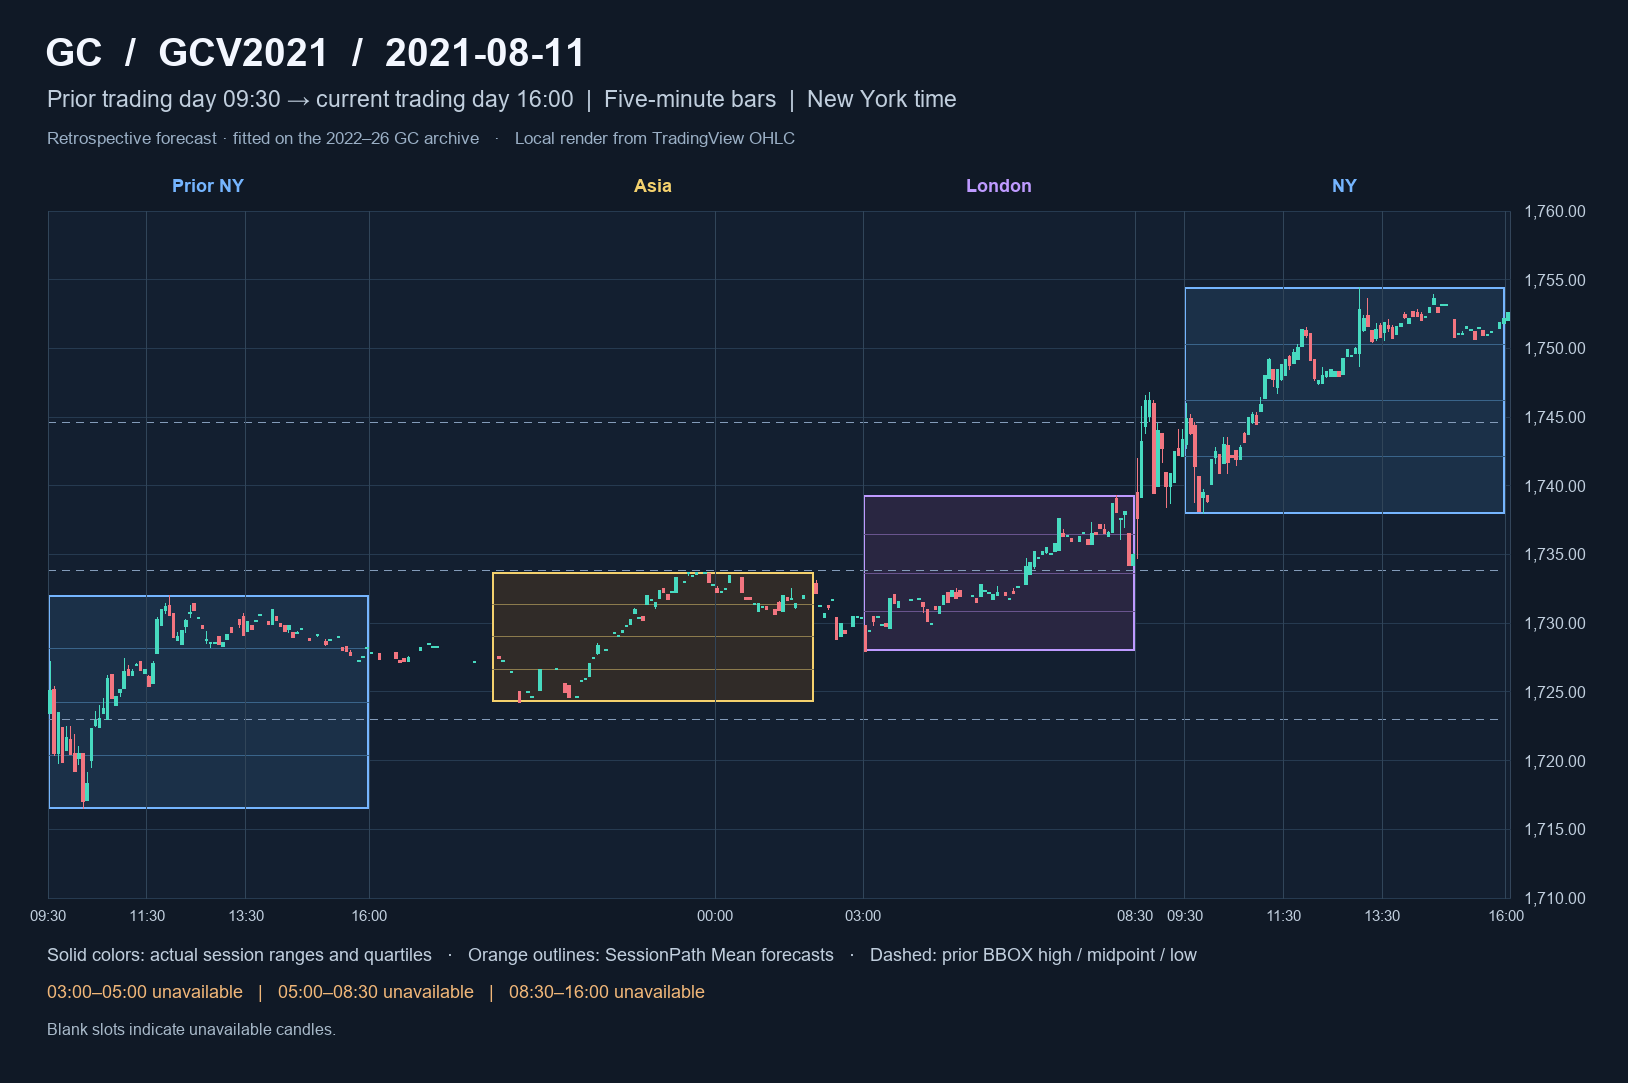 GC / GCV2021 / 2021-08-11
Prior trading day 09:30 → current trading day 16:00 | Five-minute bars | New York time
Retrospective forecast · fitted on the 2022–26 GC archive · Local render from TradingView OHLC
Prior NY Asia London NY
1,760.00
1,755.00
1,750.00
1,745.00
1,740.00
1,735.00
1,730.00
1,725.00
1,720.00
1,715.00
1,710.00
09:30 11:30 13:30 16:00 00:00 03:00 08:30 09:30 11:30 13:30 16:00
Solid colors: actual session ranges and quartiles · Orange outlines: SessionPath Mean forecasts · Dashed: prior BBOX high / midpoint / low
03:00–05:00 unavailable | 05:00–08:30 unavailable | 08:30–16:00 unavailable
Blank slots indicate unavailable candles.